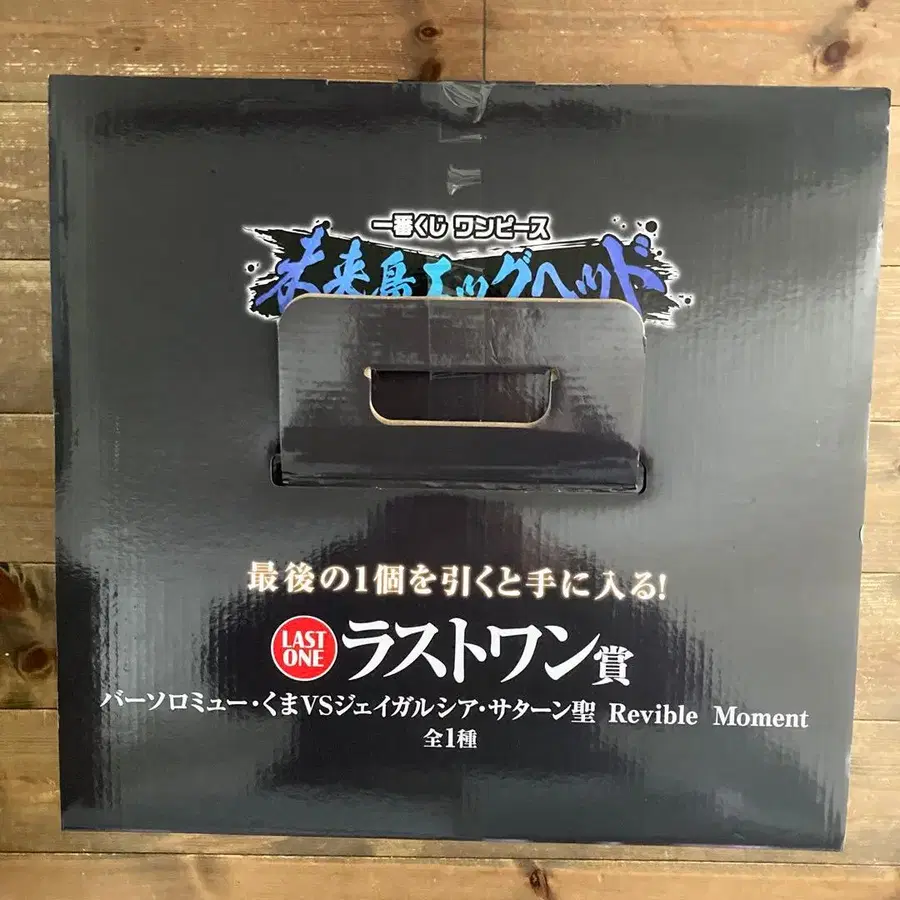 一番くじ ワンピース
未来島エッグヘッド
最後の1個を引くと手に入る!
LAST
ONE
ラストワン賞
バーソロミュー・くまVSジェイガルシア・サターン聖 Revible Moment
全1種